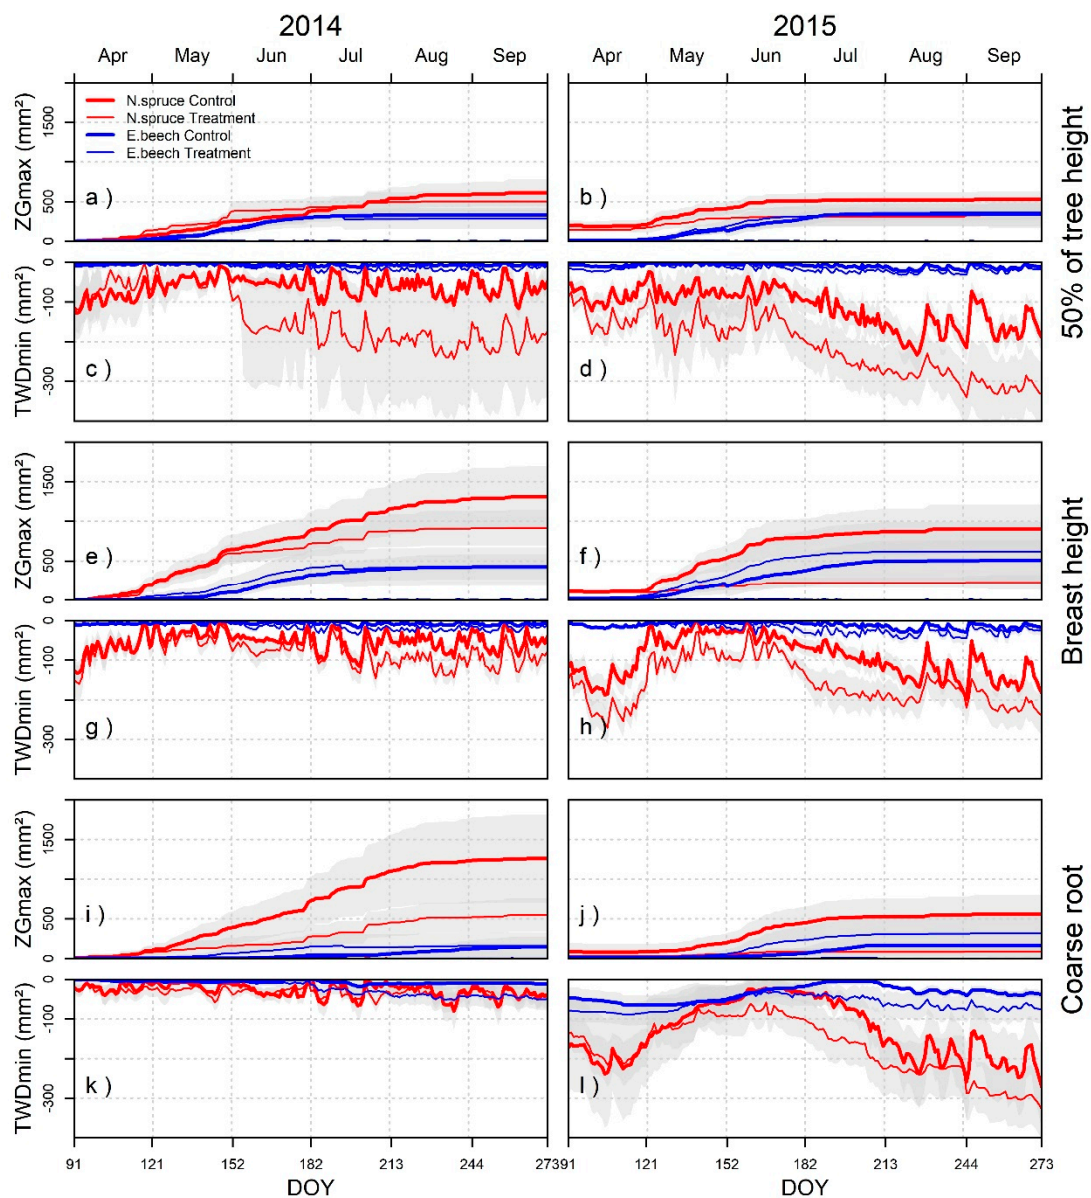 2014 2015
Apr May Jun Jul Aug Sep Apr May Jun Jul Aug Sep
N.spruce Control
N.spruce Treatment
E.beech Control
E.beech Treatment
ZGmax (mm²)
1500
500
0
a )
b )
50% of tree height
TWDmin (mm²)
0
-100
-300
c )
d )
ZGmax (mm²)
1500
500
0
e )
f )
Breast height
TWDmin (mm²)
0
-100
-300
g )
h )
ZGmax (mm²)
1500
500
0
i )
j )
Coarse root
TWDmin (mm²)
0
-100
-300
k )
l )
91 121 152 182 213 244 273 91 121 152 182 213 244 273
DOY DOY